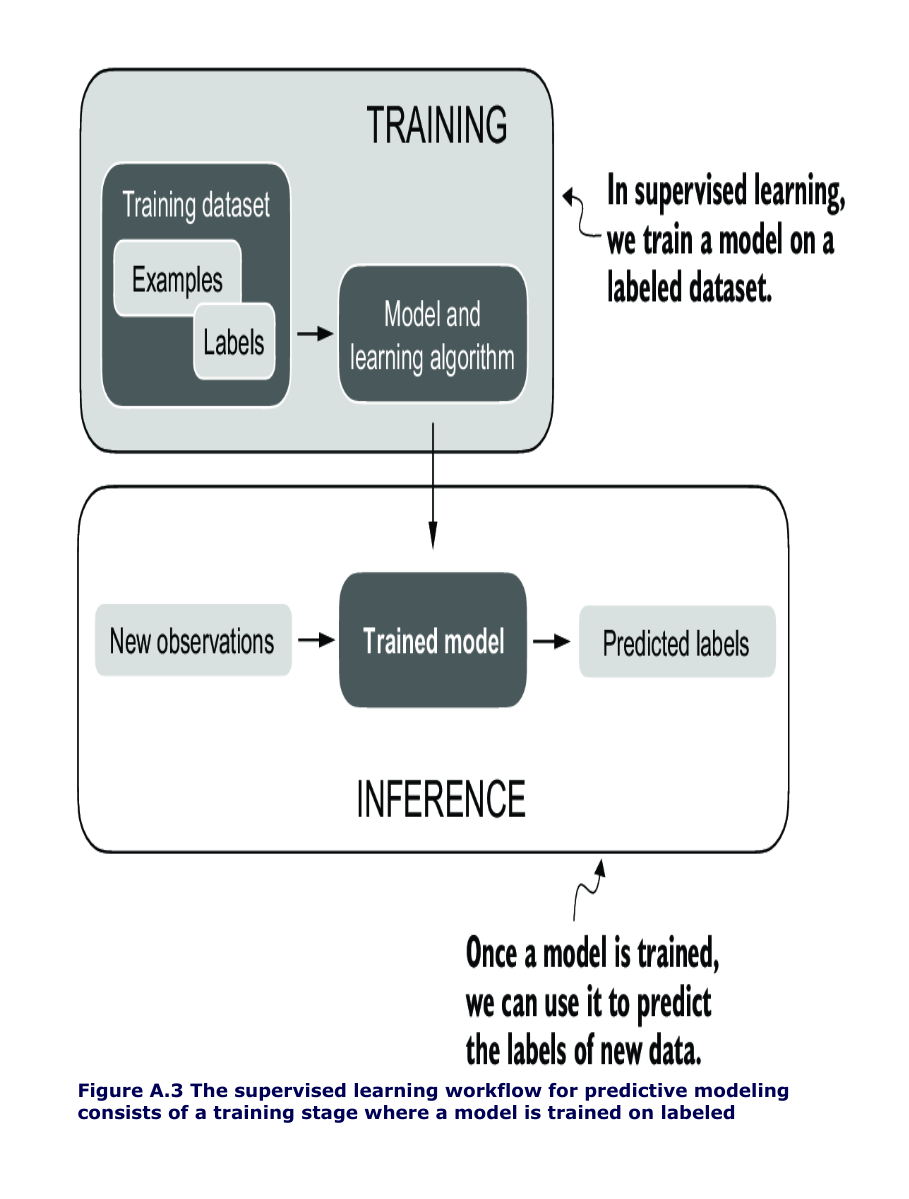 TRAINING
Training dataset
Examples
Labels
Model and
learning algorithm
In supervised learning,
we train a model on a
labeled dataset.
New observations
Trained model
Predicted labels
INFERENCE
Once a model is trained,
we can use it to predict
the labels of new data.
Figure A.3 The supervised learning workflow for predictive modeling
consists of a training stage where a model is trained on labeled